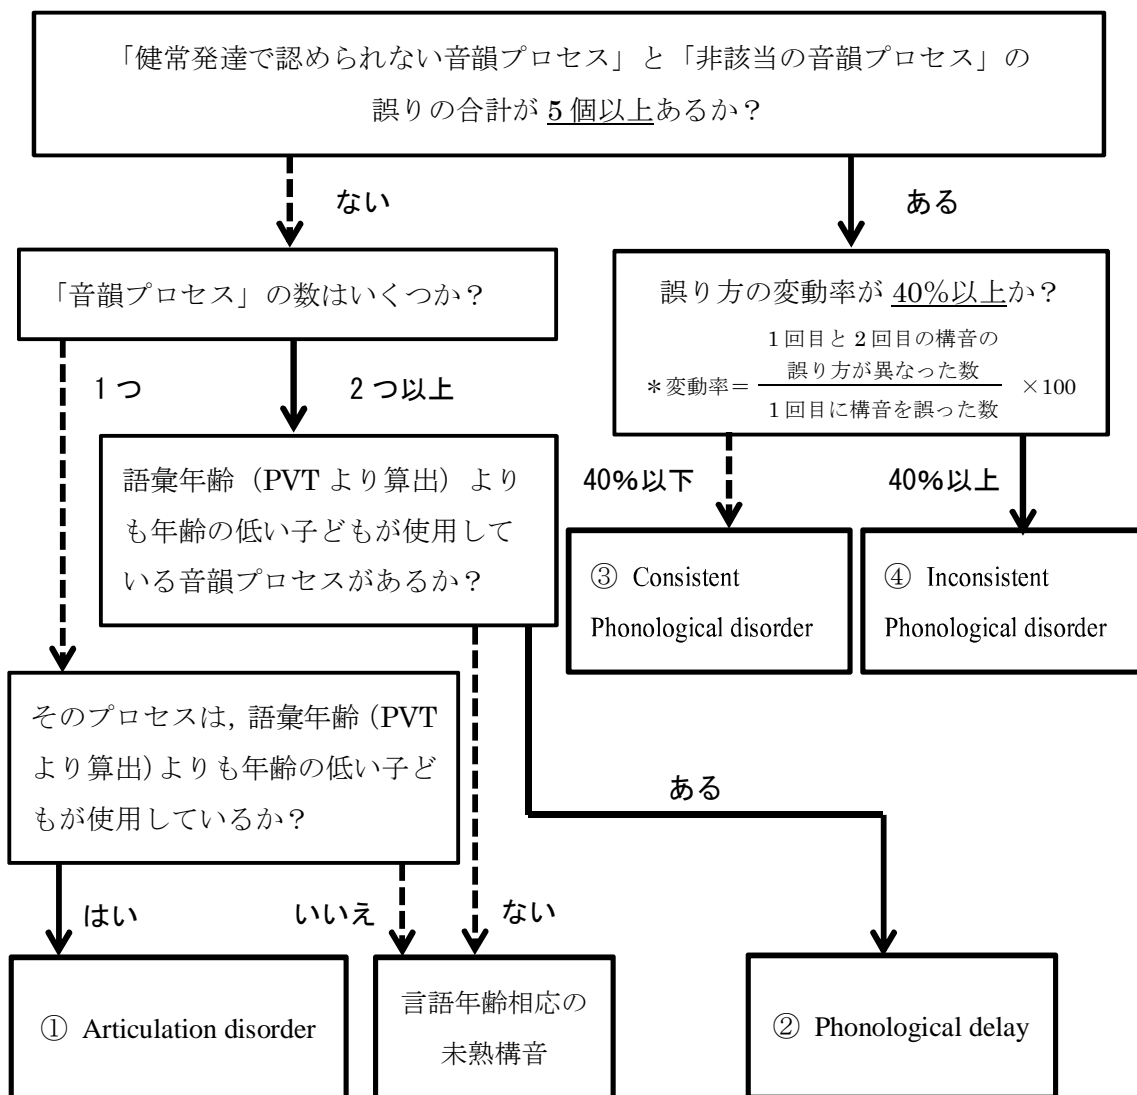 「健常発達で認められない音韻プロセス」と「非該当の音韻プロセス」の
誤りの合計が 5 個以上あるか？
ない
ある
「音韻プロセス」の数はいくつか？
誤り方の変動率が 40%以上か？
1 回目と 2 回目の構音の
誤り方が異なった数
＊変動率＝
×100
1 回目に構音を誤った数
1 つ
2 つ以上
語彙年齢（PVT より算出）より
も年齢の低い子どもが使用して
いる音韻プロセスがあるか？
40%以下
40%以上
③ Consistent
Phonological disorder
④ Inconsistent
Phonological disorder
そのプロセスは，語彙年齢（PVT
より算出）よりも年齢の低い子ど
もが使用しているか？
ある
はい
いいえ
ない
① Articulation disorder
言語年齢相応の
未熟構音
② Phonological delay